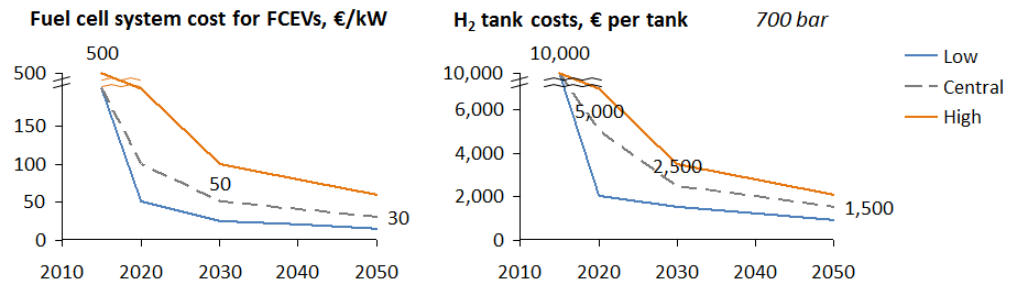 Fuel cell system cost for FCEVs, €/kW
500
500
150
100
50
0
50
30
2010 2020 2030 2040 2050
H₂ tank costs, € per tank
700 bar
10,000
10,000
6,000
4,000
2,000
0
5,000
2,500
1,500
2010 2020 2030 2040 2050
Low
Central
High